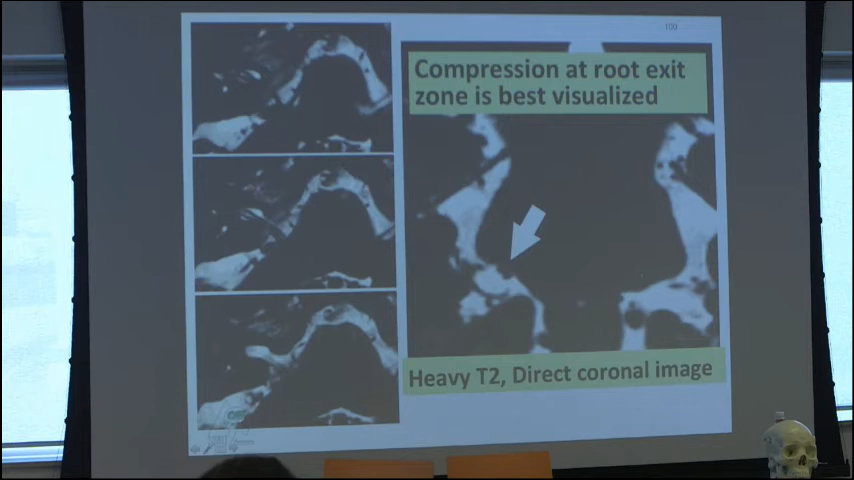 Compression at root exit
zone is best visualized
Heavy T2, Direct coronal image